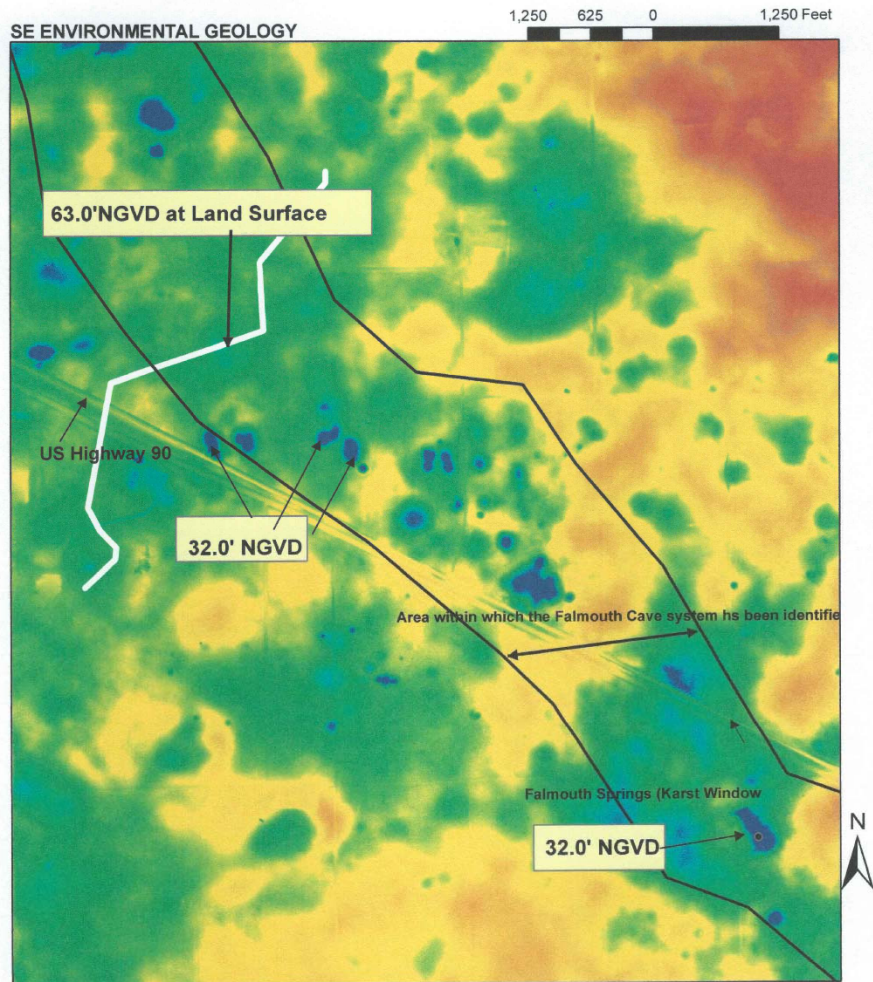 1,250 625 0 1,250 Feet
SE ENVIRONMENTAL GEOLOGY
63.0'NGVD at Land Surface
US Highway 90
32.0' NGVD
Area within which the Falmouth Cave system hs been identifie
Falmouth Springs (Karst Window
32.0' NGVD
N